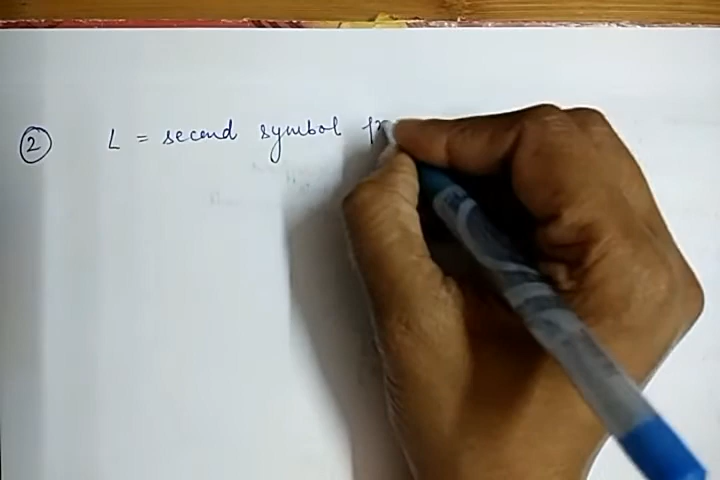 ② L = second symbol